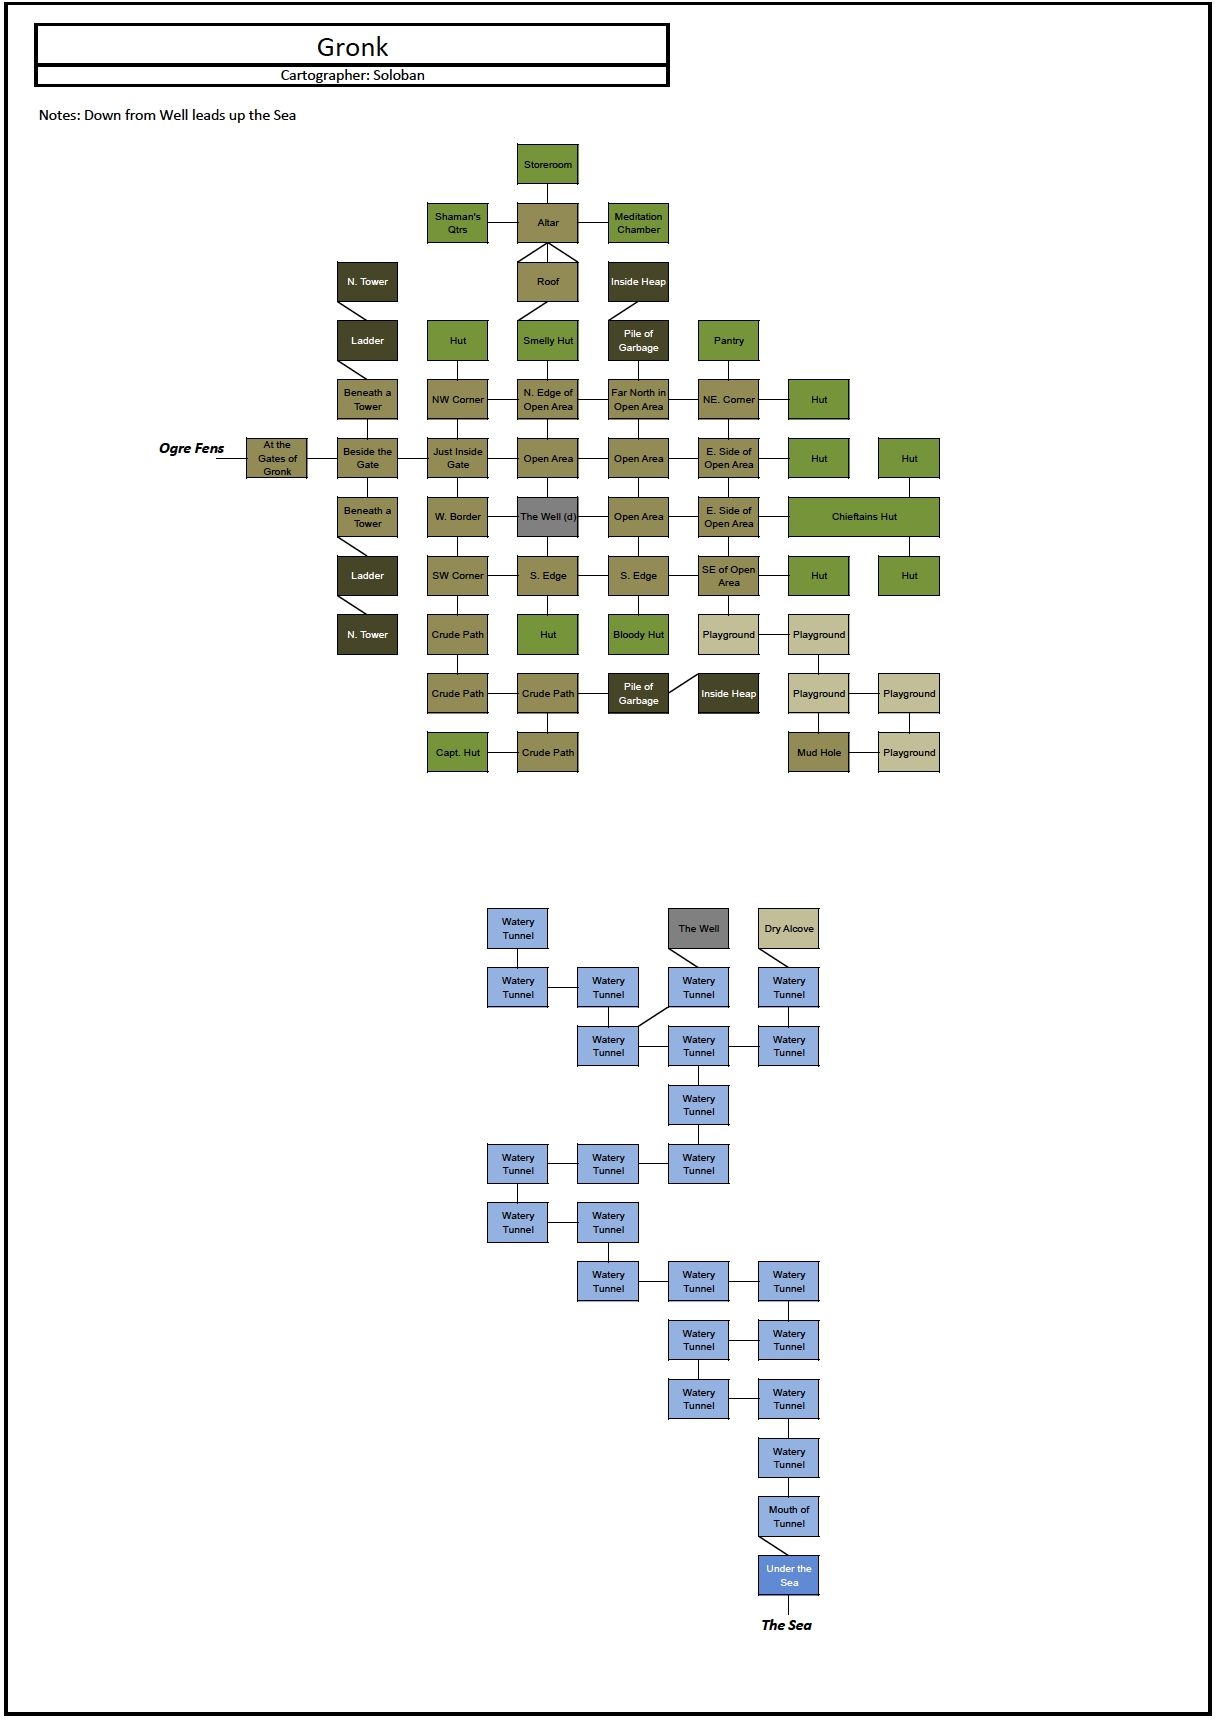 Gronk
Cartographer: Soloban
Notes: Down from Well leads up the Sea
Storeroom
Shaman's
Qtrs
Altar
Meditation
Chamber
N. Tower
Roof
Inside Heap
Ladder
Hut
Smelly Hut
Pile of
Garbage
Pantry
Beneath a
Tower
NW Corner
N. Edge of
Open Area
Far North in
Open Area
NE. Corner
Hut
Ogre Fens
At the
Gates of
Gronk
Beside the
Gate
Just Inside
Gate
Open Area
Open Area
E. Side of
Open Area
Hut
Hut
Beneath a
Tower
W. Border
The Well (d)
Open Area
E. Side of
Open Area
Chieftains Hut
Ladder
SW Corner
S. Edge
S. Edge
SE of Open
Area
Hut
Hut
N. Tower
Crude Path
Hut
Bloody Hut
Playground
Playground
Crude Path
Crude Path
Pile of
Garbage
Inside Heap
Playground
Playground
Capt. Hut
Crude Path
Mud Hole
Playground
Watery
Tunnel
The Well
Dry Alcove
Watery
Tunnel
Watery
Tunnel
Watery
Tunnel
Watery
Tunnel
Watery
Tunnel
Watery
Tunnel
Watery
Tunnel
Watery
Tunnel
Watery
Tunnel
Watery
Tunnel
Watery
Tunnel
Watery
Tunnel
Watery
Tunnel
Watery
Tunnel
Watery
Tunnel
Watery
Tunnel
Watery
Tunnel
Watery
Tunnel
Watery
Tunnel
Watery
Tunnel
Watery
Tunnel
Mouth of
Tunnel
Under the
Sea
The Sea